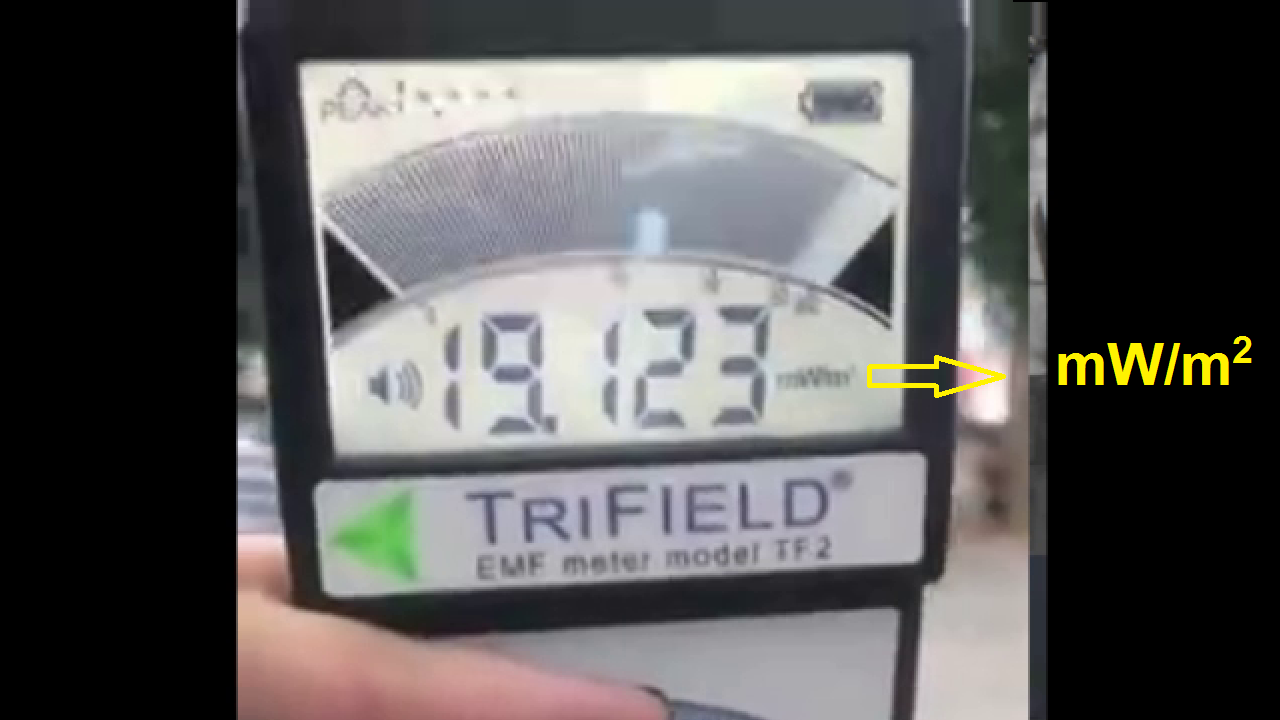 PEAK
19.123 mW/m² mW/m²
TRIFIELD®
EMF meter model TF2